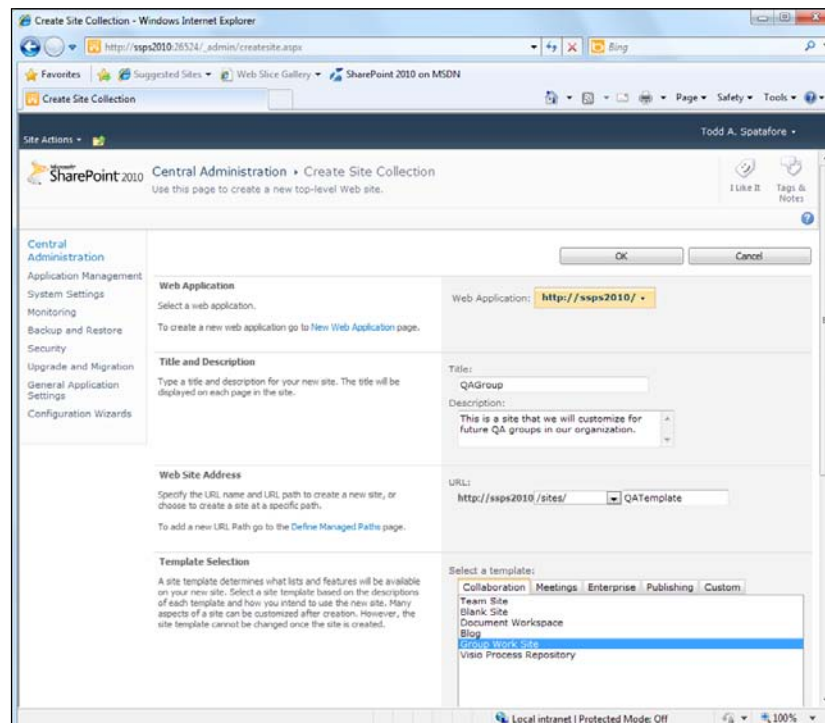 Create Site Collection - Windows Internet Explorer
http://ssps2010:26524/_admin/createsite.aspx
Bing
Favorites
Suggested Sites
Web Slice Gallery
SharePoint 2010 on MSDN
Create Site Collection
Page
Safety
Tools
Site Actions
Todd A. Spatafore
Microsoft
SharePoint 2010
Central Administration
Create Site Collection
Use this page to create a new top-level Web site.
I Like It
Tags &
Notes
Central
Administration
Application Management
System Settings
Monitoring
Backup and Restore
Security
Upgrade and Migration
General Application
Settings
Configuration Wizards
OK
Cancel
Web Application
Select a web application.
To create a new web application go to New Web Application page.
Web Application: http://ssps2010/
Title and Description
Type a title and description for your new site. The title will be
displayed on each page in the site.
Title:
QAGroup
Description:
This is a site that we will customize for
future QA groups in our organization.
Web Site Address
Specify the URL name and URL path to create a new site, or
choose to create a site at a specific path.
To add a new URL Path go to the Define Managed Paths page.
URL:
http://ssps2010 /sites/ QATemplate
Template Selection
A site template determines what lists and features will be available
on your new site. Select a site template based on the descriptions
of each template and how you intend to use the new site. Many
aspects of a site can be customized after creation. However, the
site template cannot be changed once the site is created.
Select a template:
Collaboration Meetings Enterprise Publishing Custom
Team Site
Blank Site
Document Workspace
Blog
Group Work Site
Visio Process Repository
Local intranet | Protected Mode: Off
100%